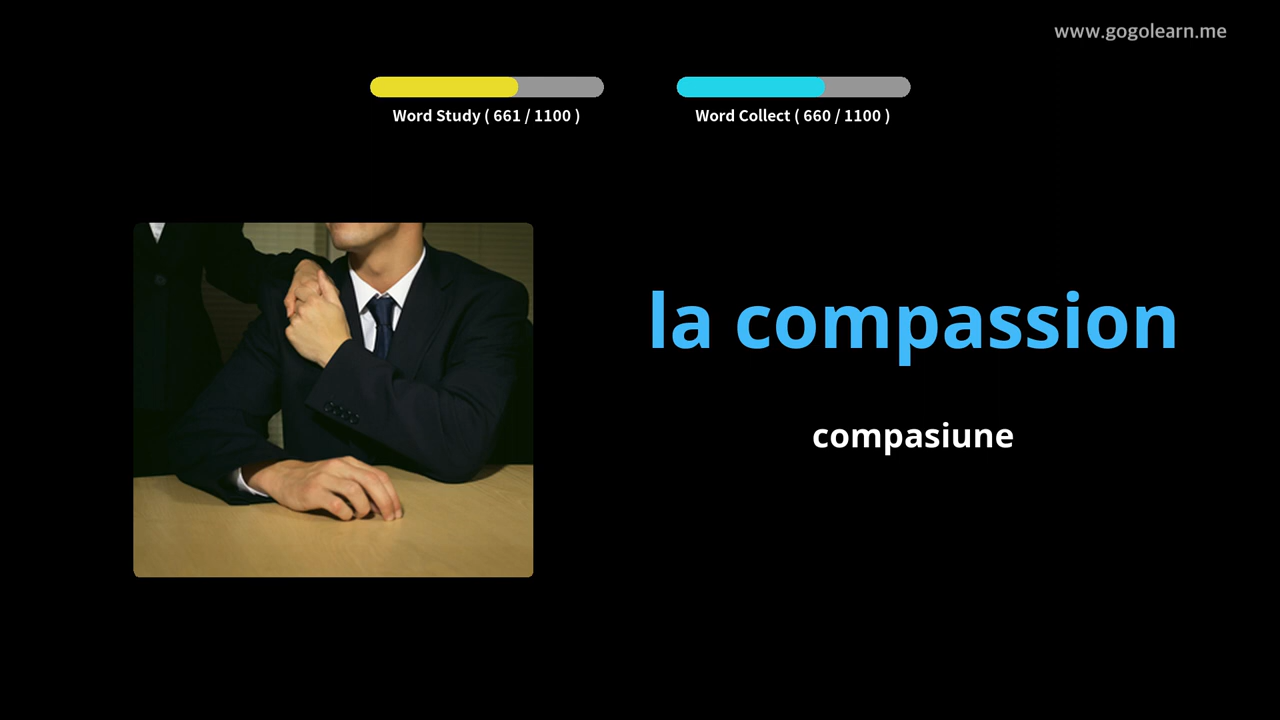 www.gogolearn.me
Word Study ( 661 / 1100 )
Word Collect ( 660 / 1100 )
la compassion
compasiune